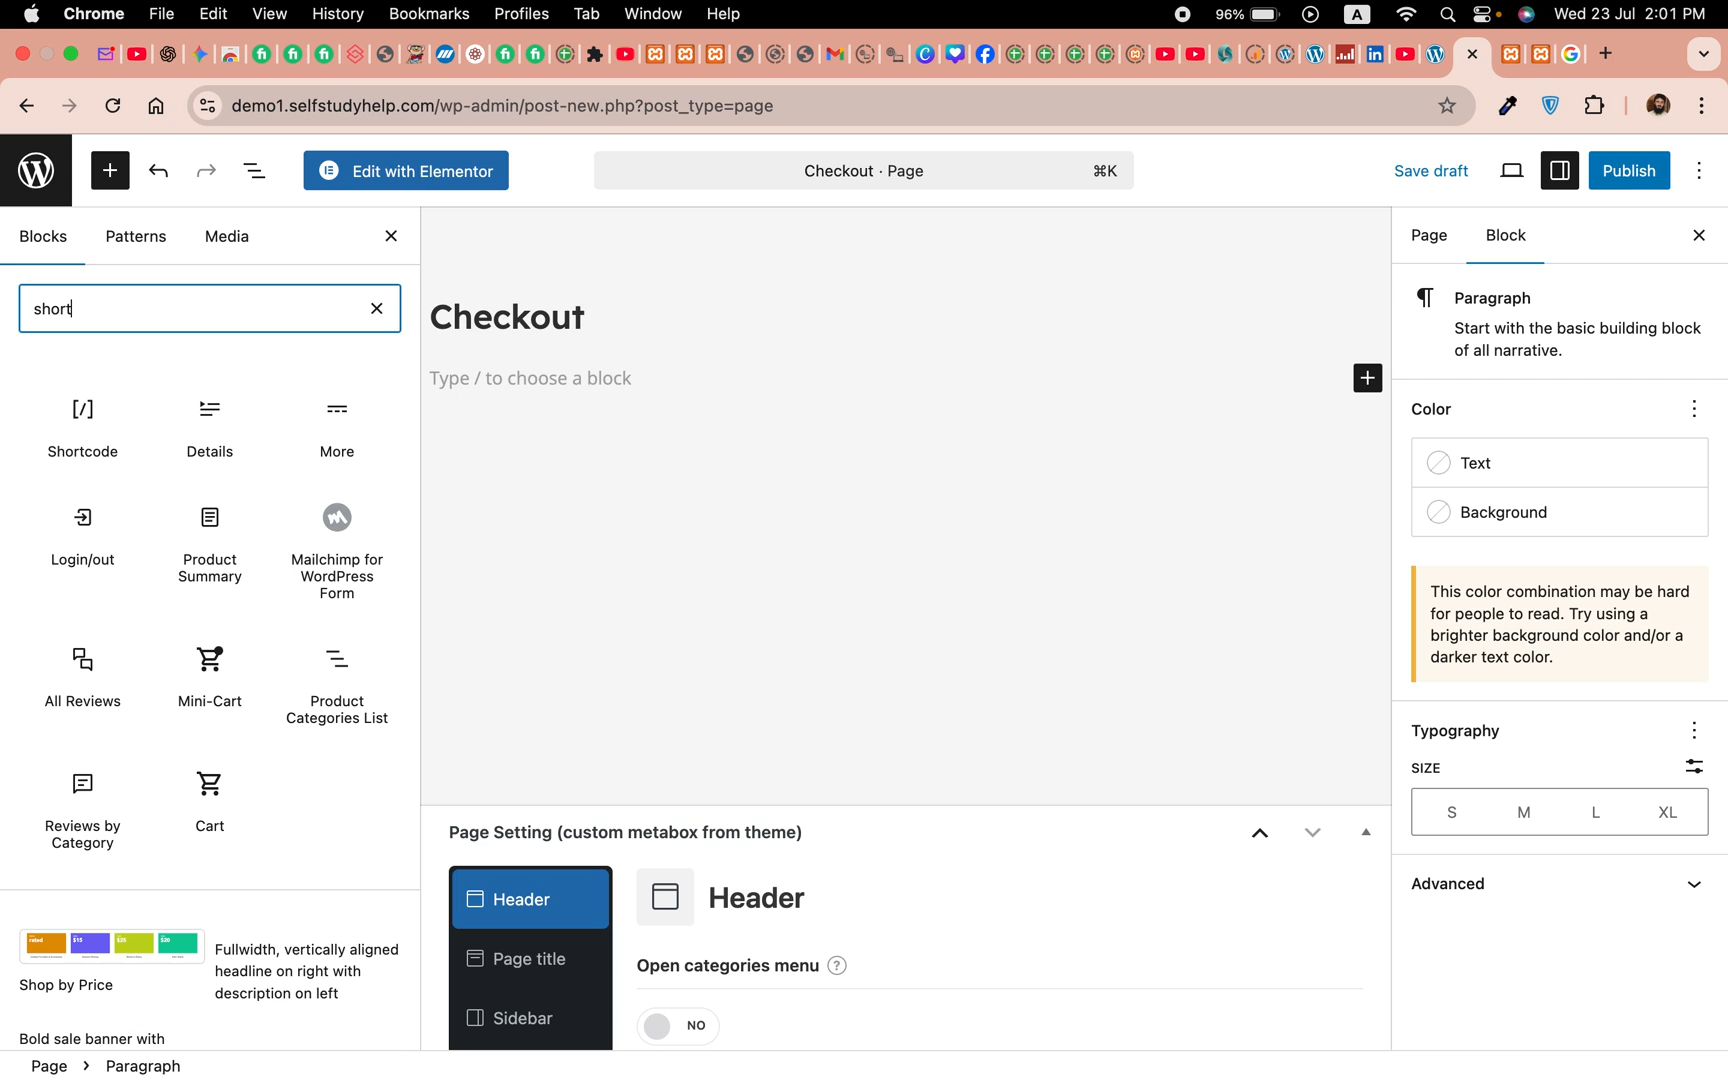 Chrome File Edit View History Bookmarks Profiles Tab Window Help 96% A Wed 23 Jul 2:01 PM
demo1.selfstudyhelp.com/wp-admin/post-new.php?post_type=page
Edit with Elementor Checkout · Page ⌘K Save draft Publish
Blocks Patterns Media
short
Shortcode Details More
Login/out Product Summary Mailchimp for WordPress Form
All Reviews Mini-Cart Product Categories List
Reviews by Category Cart
Shop by Price
Fullwidth, vertically aligned
headline on right with
description on left
Bold sale banner with
Checkout
Type / to choose a block
Page Setting (custom metabox from theme)
Header
Page title
Sidebar
Header
Open categories menu ?
NO
Page Block
Paragraph
Start with the basic building block
of all narrative.
Color
Text
Background
This color combination may be hard
for people to read. Try using a
brighter background color and/or a
darker text color.
Typography
SIZE
S M L XL
Advanced
Page › Paragraph